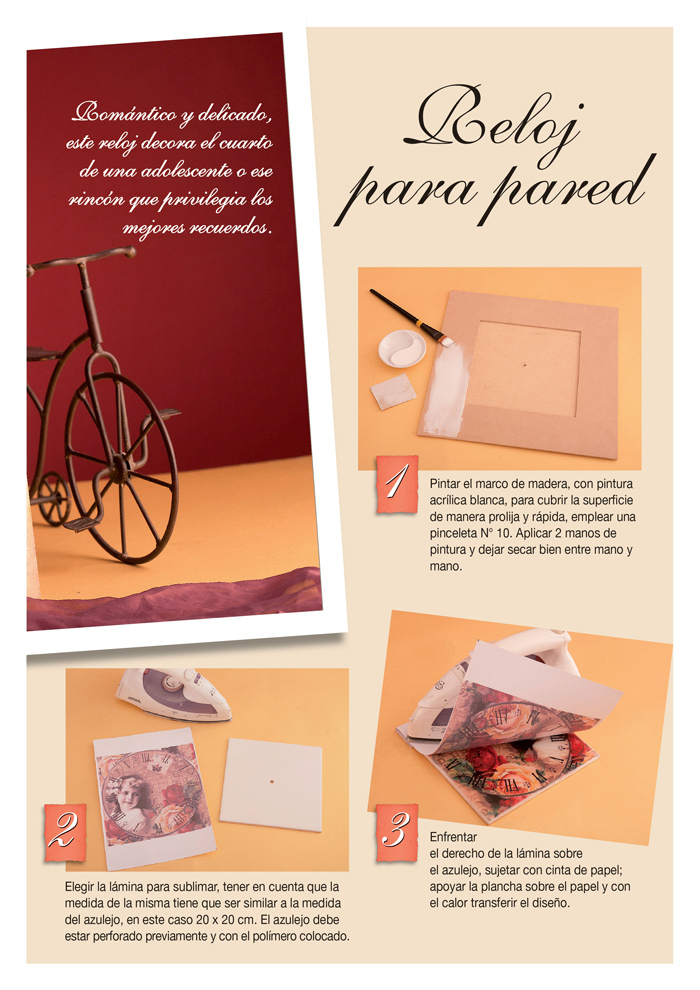 Romántico y delicado,
este reloj decora el cuarto
de una adolescente o ese
rincón que privilegia los
mejores recuerdos.
Reloj
para pared
1
Pintar el marco de madera, con pintura
acrílica blanca, para cubrir la superficie
de manera prolija y rápida, emplear una
pinceleta N° 10. Aplicar 2 manos de
pintura y dejar secar bien entre mano y
mano.
2
Elegir la lámina para sublimar, tener en cuenta que la
medida de la misma tiene que ser similar a la medida
del azulejo, en este caso 20 x 20 cm. El azulejo debe
estar perforado previamente y con el polímero colocado.
3
Enfrentar
el derecho de la lámina sobre
el azulejo, sujetar con cinta de papel;
apoyar la plancha sobre el papel y con
el calor transferir el diseño.